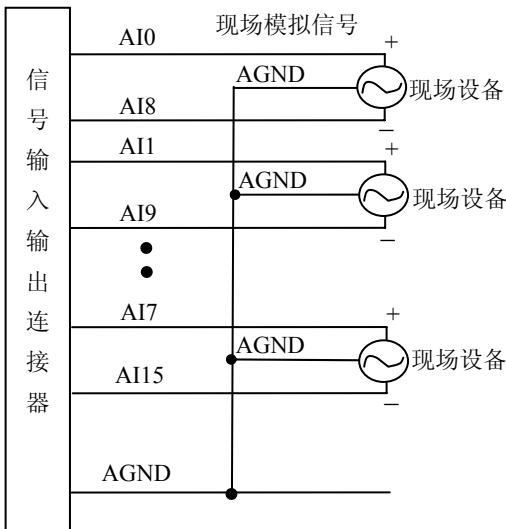 信号输入输出连接器
现场模拟信号
AI0
+
AGND
现场设备
AI8
−
AI1
+
AGND
现场设备
AI9
−
AI7
+
AGND
现场设备
AI15
−
AGND